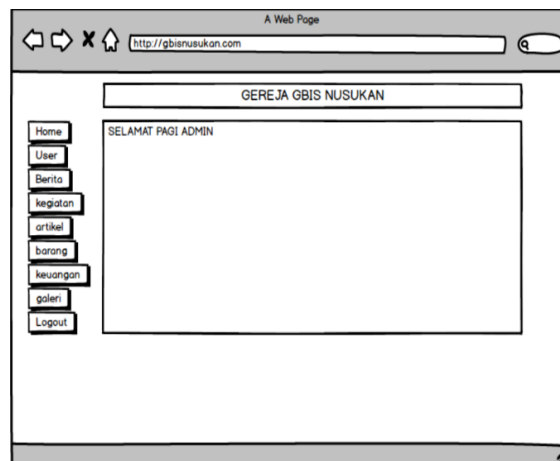 A Web Page
http://gbisnusukan.com
GEREJA GBIS NUSUKAN
SELAMAT PAGI ADMIN
Home
User
Berita
kegiatan
artikel
barang
keuangan
galeri
Logout